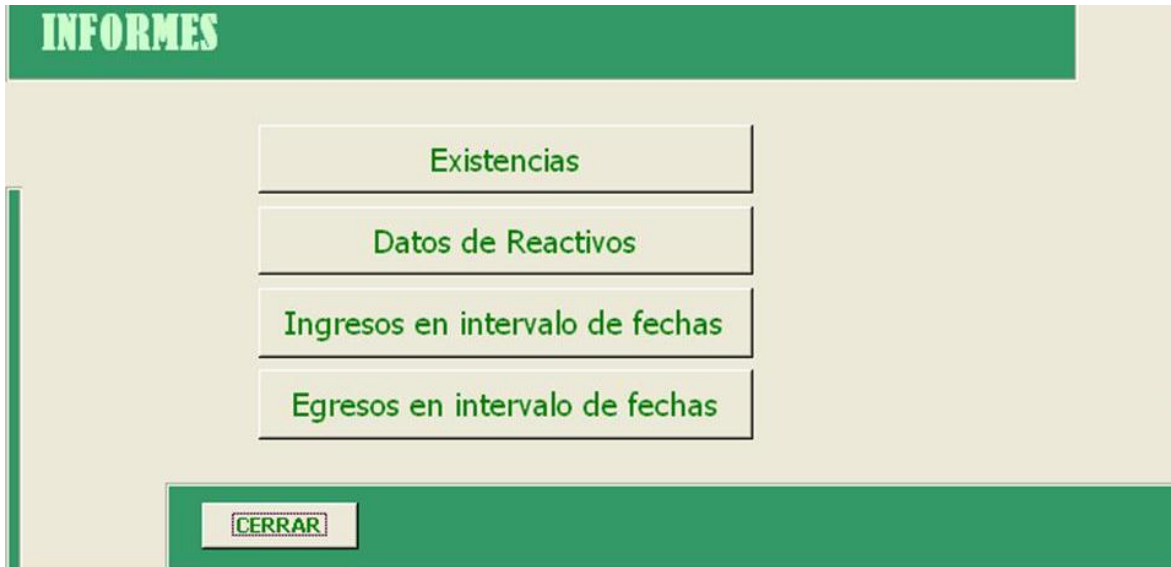 INFORMES
Existencias
Datos de Reactivos
Ingresos en intervalo de fechas
Egresos en intervalo de fechas
CERRAR